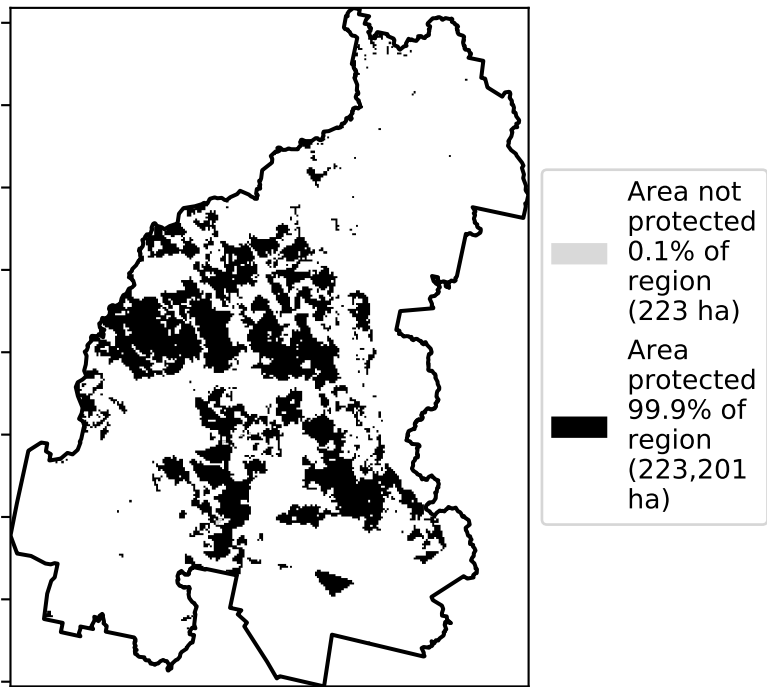 Area not
protected
0.1% of
region
(223 ha)
Area
protected
99.9% of
region
(223,201
ha)